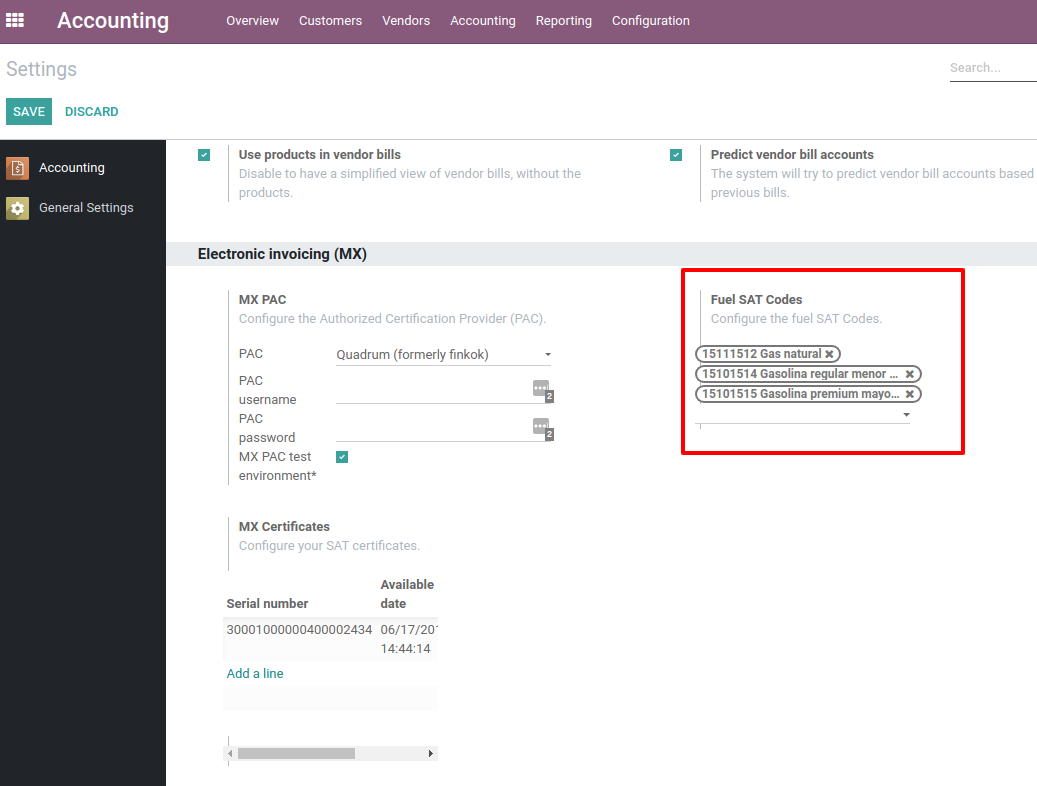 Accounting
Overview
Customers
Vendors
Accounting
Reporting
Configuration
Settings
Search...
SAVE
DISCARD
Accounting
General Settings
Use products in vendor bills
Disable to have a simplified view of vendor bills, without the
products.
Predict vendor bill accounts
The system will try to predict vendor bill accounts based
previous bills.
Electronic invoicing (MX)
MX PAC
Configure the Authorized Certification Provider (PAC).
PAC
Quadrum (formerly finkok)
PAC
username
2
PAC
password
2
MX PAC test
environment*
Fuel SAT Codes
Configure the fuel SAT Codes.
15111512 Gas natural
15101514 Gasolina regular menor ...
15101515 Gasolina premium mayo...
MX Certificates
Configure your SAT certificates.
Serial number
Available
date
30001000000400002434
06/17/201
14:44:14
Add a line